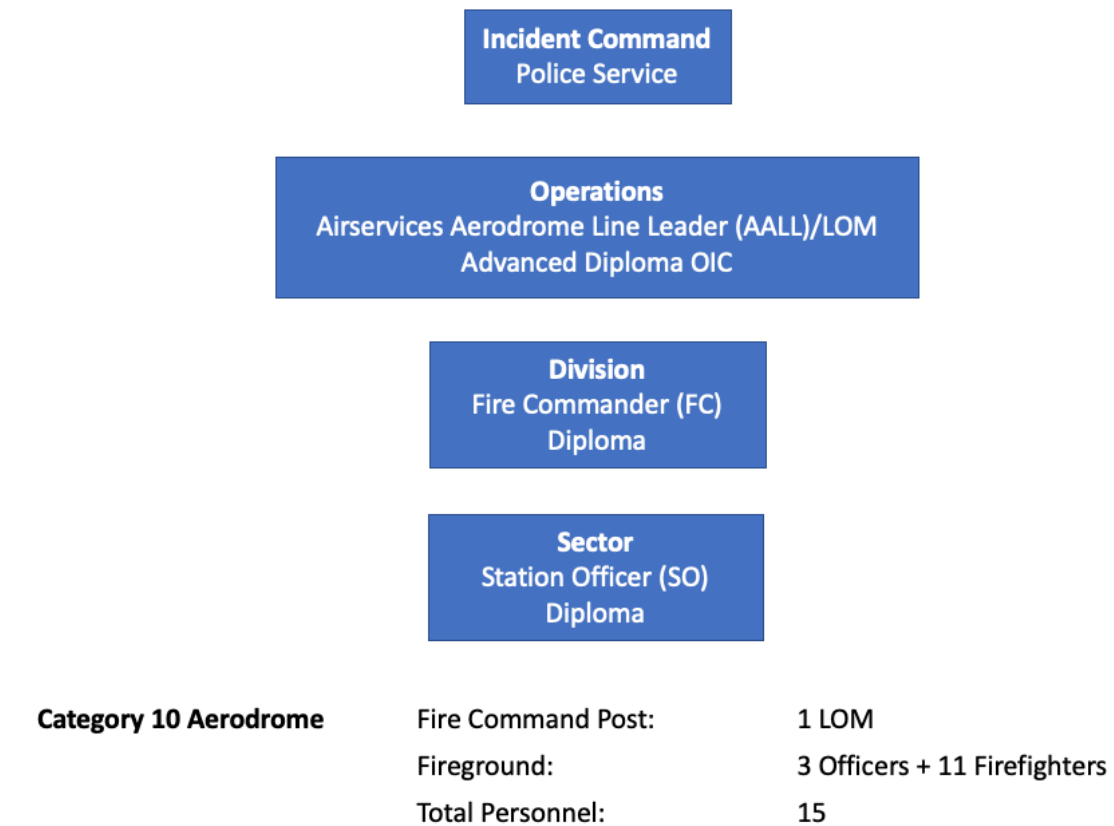 Incident Command
Police Service
Operations
Airservices Aerodrome Line Leader (AALL)/LOM
Advanced Diploma OIC
Division
Fire Commander (FC)
Diploma
Sector
Station Officer (SO)
Diploma
Category 10 Aerodrome Fire Command Post: 1 LOM
Fireground: 3 Officers + 11 Firefighters
Total Personnel: 15